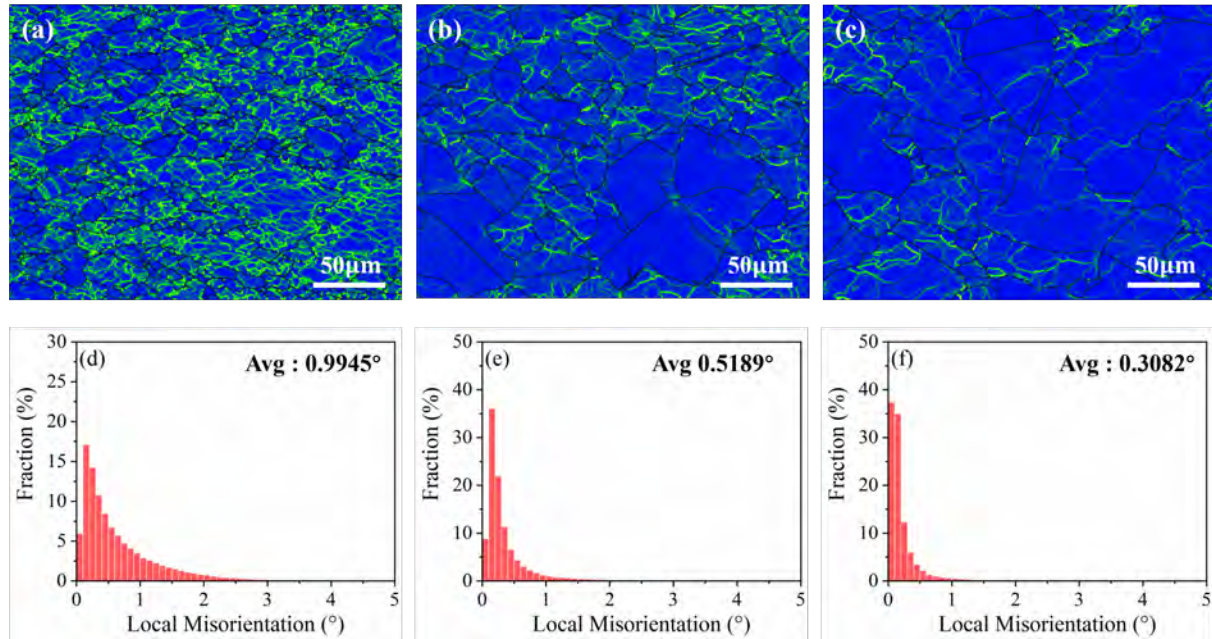 (a)
50μm
(b)
50μm
(c)
50μm
(d)
Avg : 0.9945°
Fraction (%)
30
25
20
15
10
5
0
0 1 2 3 4 5
Local Misorientation (°)
(e)
Avg 0.5189°
Fraction (%)
50
40
30
20
10
0
0 1 2 3 4 5
Local Misorientation (°)
(f)
Avg : 0.3082°
Fraction (%)
50
40
30
20
10
0
0 1 2 3 4 5
Local Misorientation (°)